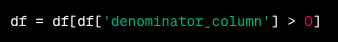 df = df[df['denominator_column'] > 0]